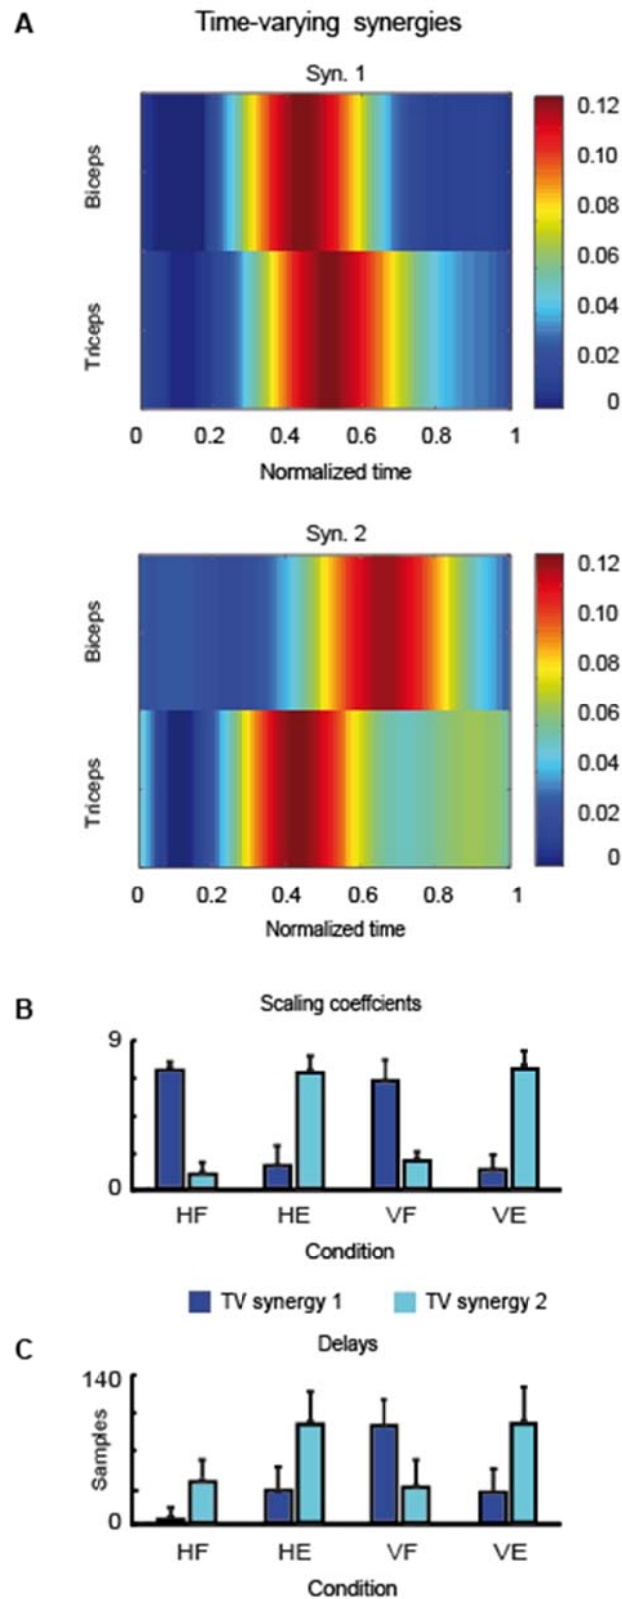 A
Time-varying synergies
Syn. 1
Biceps
Triceps
0.12
0.10
0.08
0.06
0.04
0.02
0
0 0.2 0.4 0.6 0.8 1
Normalized time
Syn. 2
Biceps
Triceps
0.12
0.10
0.08
0.06
0.04
0.02
0
0 0.2 0.4 0.6 0.8 1
Normalized time
B
Scaling coeffcients
9
0
HF HE VF VE
Condition
TV synergy 1 TV synergy 2
C
Delays
140
Samples
0
HF HE VF VE
Condition